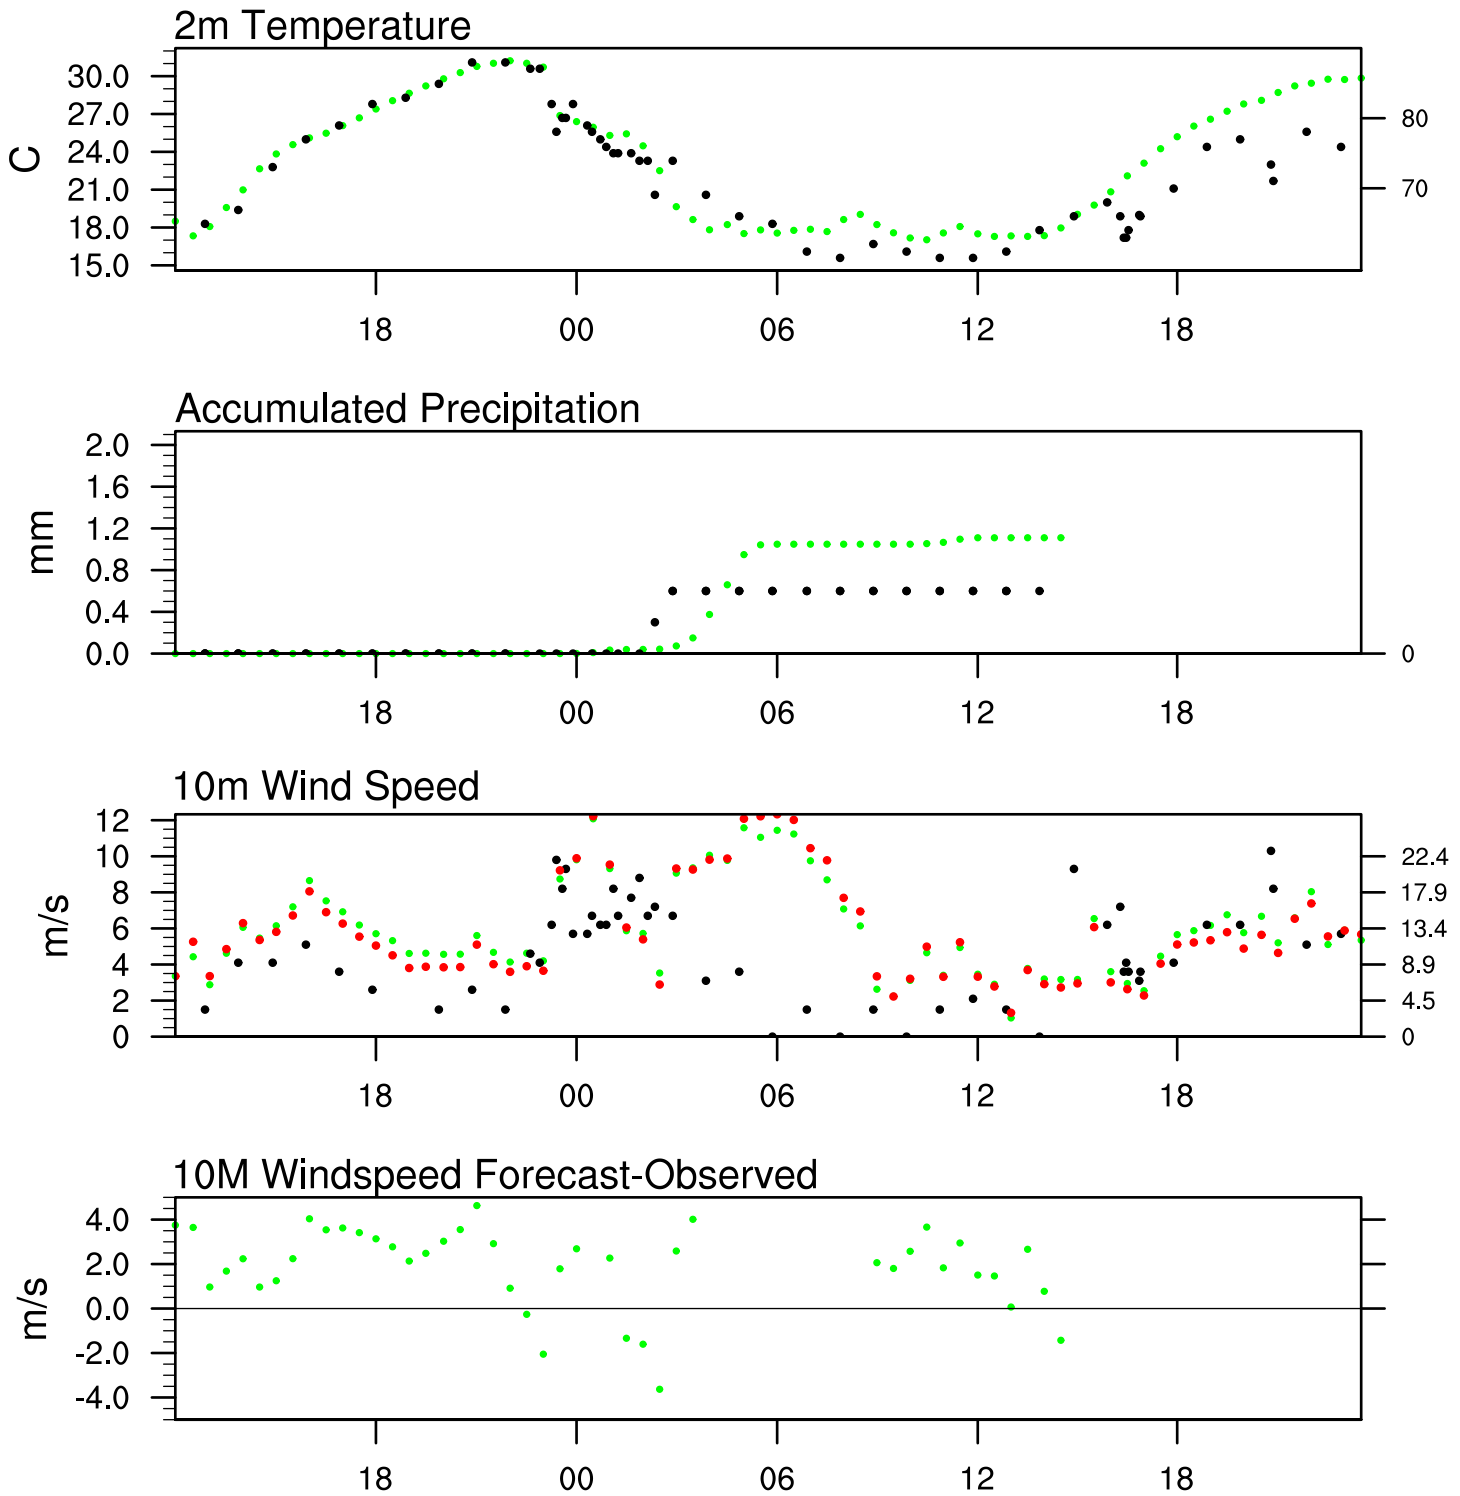 2m Temperature
30.0
27.0
24.0
21.0
18.0
15.0
C
80
70
18 00 06 12 18
Accumulated Precipitation
2.0
1.6
1.2
0.8
0.4
0.0
mm
0
18 00 06 12 18
10m Wind Speed
12
10
8
6
4
2
0
m/s
22.4
17.9
13.4
8.9
4.5
0
18 00 06 12 18
10M Windspeed Forecast-Observed
4.0
2.0
0.0
-2.0
-4.0
m/s
18 00 06 12 18